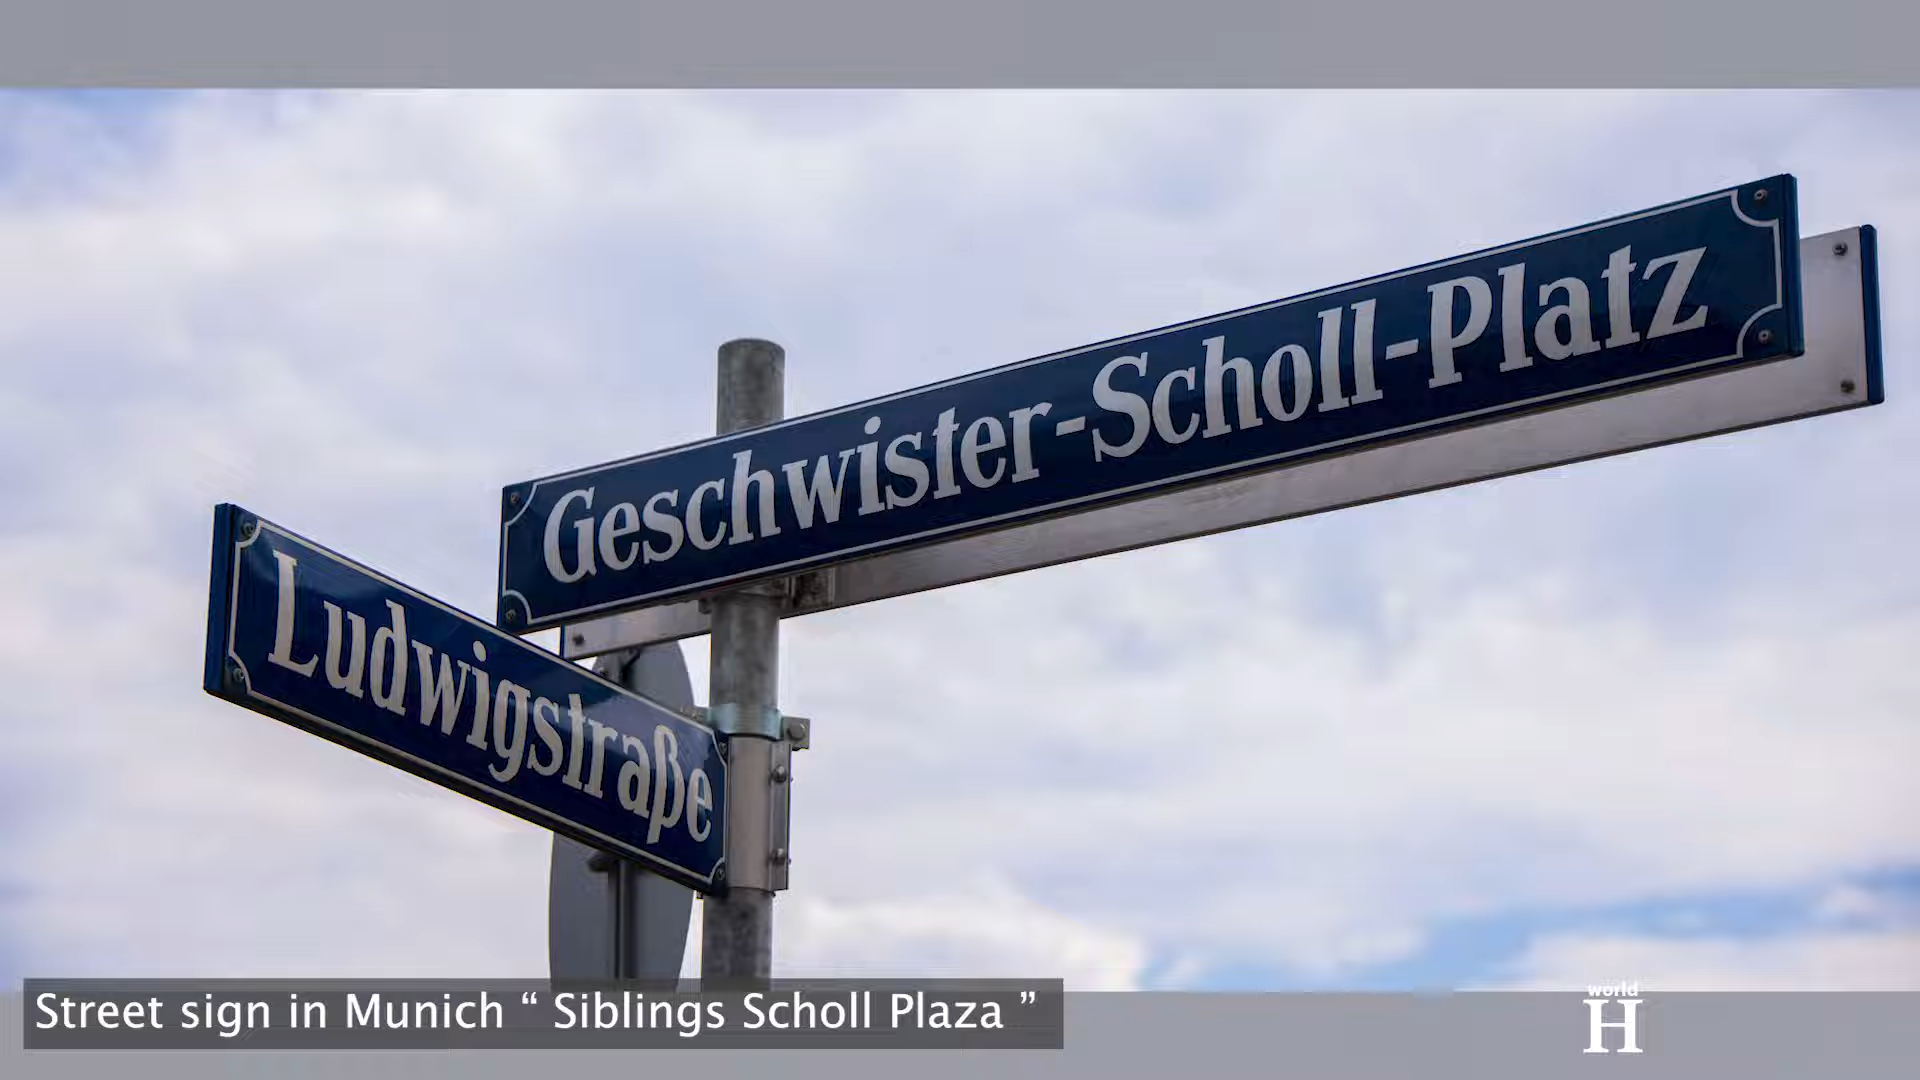 Geschwister-Scholl-Platz
Ludwigstraße
Street sign in Munich “ Siblings Scholl Plaza ”
world
H